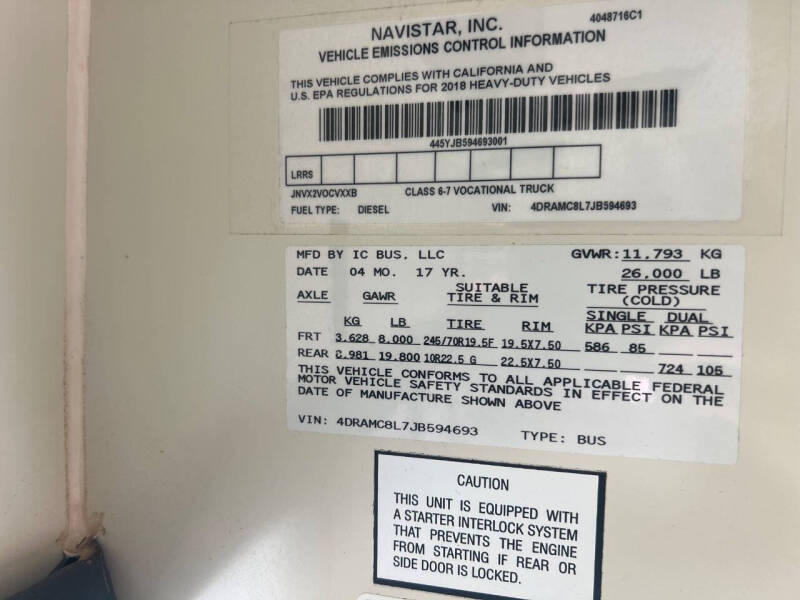 NAVISTAR, INC.
4048716C1
VEHICLE EMISSIONS CONTROL INFORMATION
THIS VEHICLE COMPLIES WITH CALIFORNIA AND
U.S. EPA REGULATIONS FOR 2018 HEAVY-DUTY VEHICLES
445YJB594693001
LRRS
JNVX2VOCVXXB CLASS 6-7 VOCATIONAL TRUCK
FUEL TYPE: DIESEL VIN: 4DRAMC8L7JB594693
MFD BY IC BUS, LLC GVWR: 11,793 KG
DATE 04 MO. 17 YR. 26,000 LB
AXLE GAWR SUITABLE TIRE & RIM TIRE PRESSURE (COLD)
SINGLE DUAL
KG LB TIRE RIM KPA PSI KPA PSI
FRT 3,628 8,000 245/70R19.5F 19.5X7.50 586 85
REAR 8,981 19,800 10R22.5 G 22.5X7.50 724 105
THIS VEHICLE CONFORMS TO ALL APPLICABLE FEDERAL
MOTOR VEHICLE SAFETY STANDARDS IN EFFECT ON THE
DATE OF MANUFACTURE SHOWN ABOVE
VIN: 4DRAMC8L7JB594693 TYPE: BUS
CAUTION
THIS UNIT IS EQUIPPED WITH
A STARTER INTERLOCK SYSTEM
THAT PREVENTS THE ENGINE
FROM STARTING IF REAR OR
SIDE DOOR IS LOCKED.